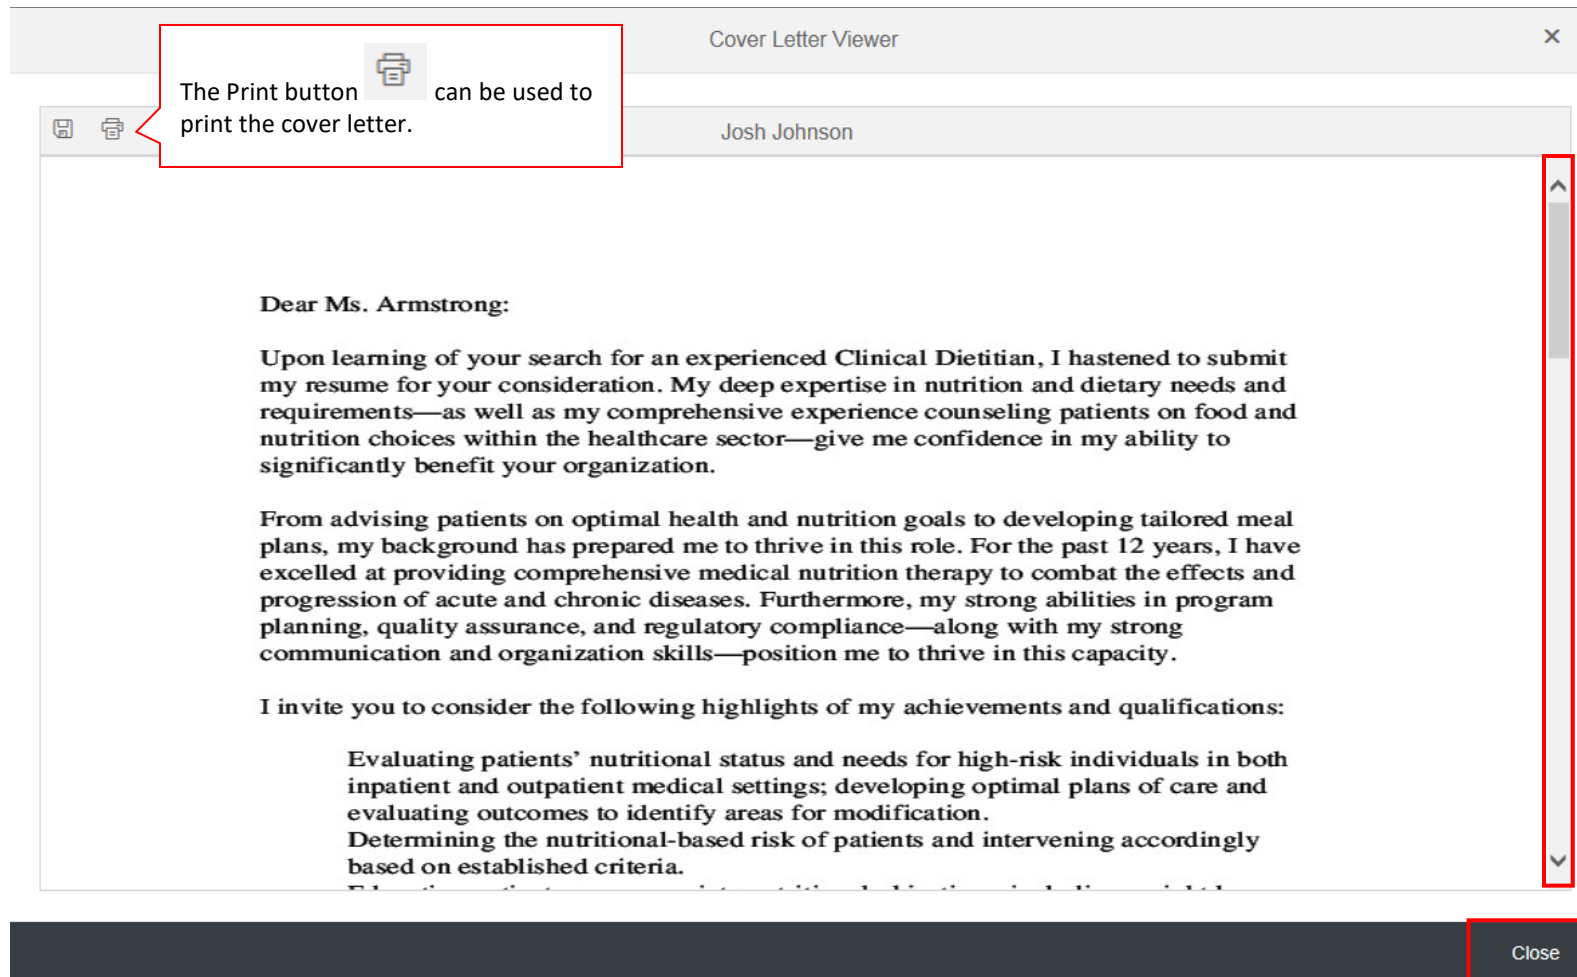 Cover Letter Viewer
The Print button can be used to
print the cover letter.
Josh Johnson
Dear Ms. Armstrong:
Upon learning of your search for an experienced Clinical Dietitian, I hastened to submit
my resume for your consideration. My deep expertise in nutrition and dietary needs and
requirements—as well as my comprehensive experience counseling patients on food and
nutrition choices within the healthcare sector—give me confidence in my ability to
significantly benefit your organization.
From advising patients on optimal health and nutrition goals to developing tailored meal
plans, my background has prepared me to thrive in this role. For the past 12 years, I have
excelled at providing comprehensive medical nutrition therapy to combat the effects and
progression of acute and chronic diseases. Furthermore, my strong abilities in program
planning, quality assurance, and regulatory compliance—along with my strong
communication and organization skills—position me to thrive in this capacity.
I invite you to consider the following highlights of my achievements and qualifications:
Evaluating patients’ nutritional status and needs for high-risk individuals in both
inpatient and outpatient medical settings; developing optimal plans of care and
evaluating outcomes to identify areas for modification.
Determining the nutritional-based risk of patients and intervening accordingly
based on established criteria.
Close